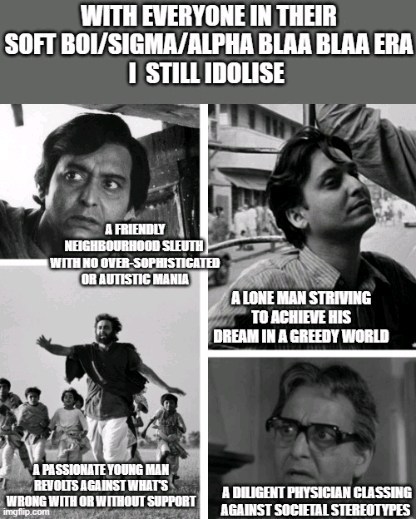 WITH EVERYONE IN THEIR
SOFT BOI/SIGMA/ALPHA BLAA BLAA ERA
I STILL IDOLISE
A FRIENDLY
NEIGHBOURHOOD SLEUTH
WITH NO OVER-SOPHISTICATED
OR AUTISTIC MANIA
A LONE MAN STRIVING
TO ACHIEVE HIS
DREAM IN A GREEDY WORLD
A PASSIONATE YOUNG MAN
REVOLTS AGAINST WHAT'S
WRONG WITH OR WITHOUT SUPPORT
A DILIGENT PHYSICIAN CLASSING
AGAINST SOCIETAL STEREOTYPES
imgflip.com